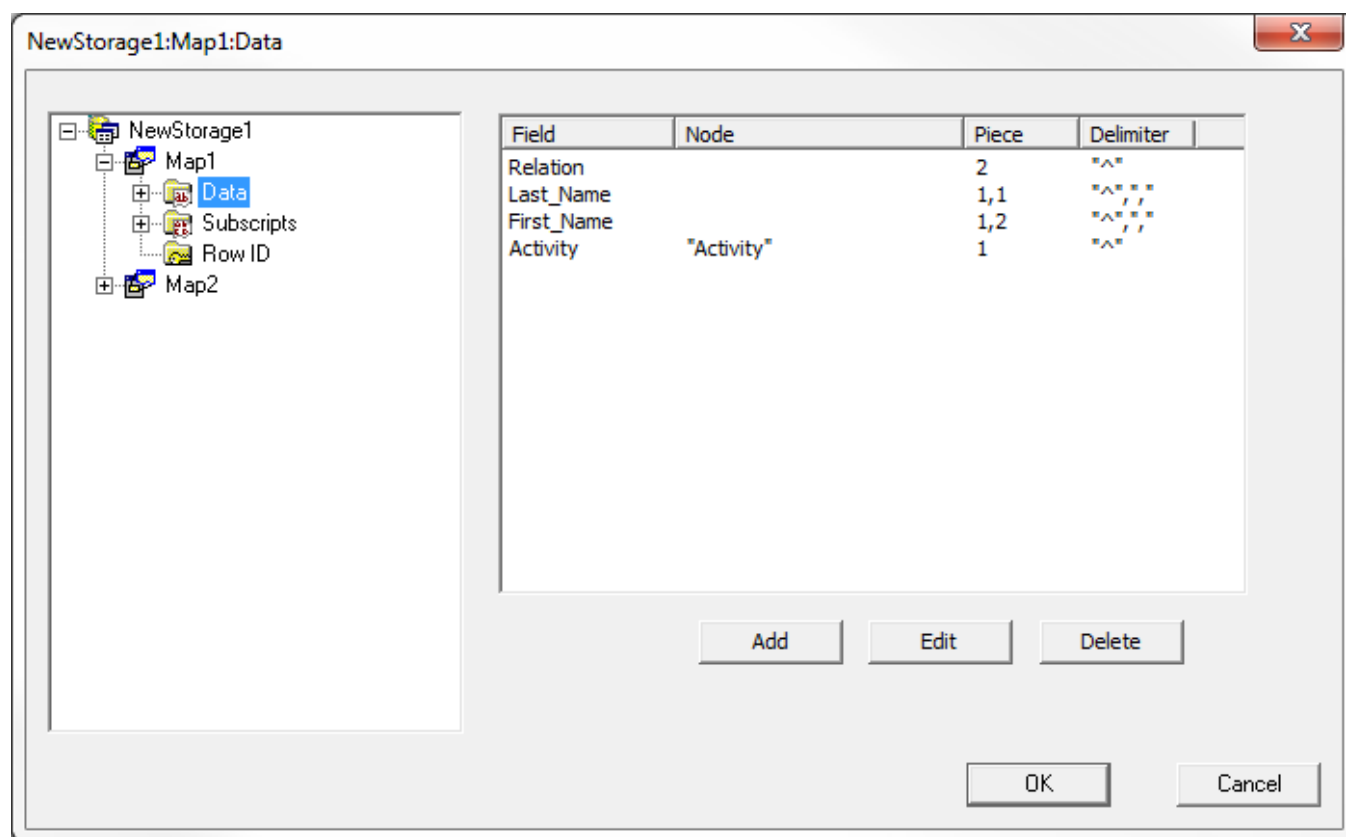 NewStorage1:Map1:Data
NewStorage1
Map1
Data
Subscripts
Row ID
Map2
Field Node Piece Delimiter
Relation 2 "^"
Last_Name 1,1 "^",","
First_Name 1,2 "^",","
Activity "Activity" 1 "^"
Add Edit Delete
OK Cancel